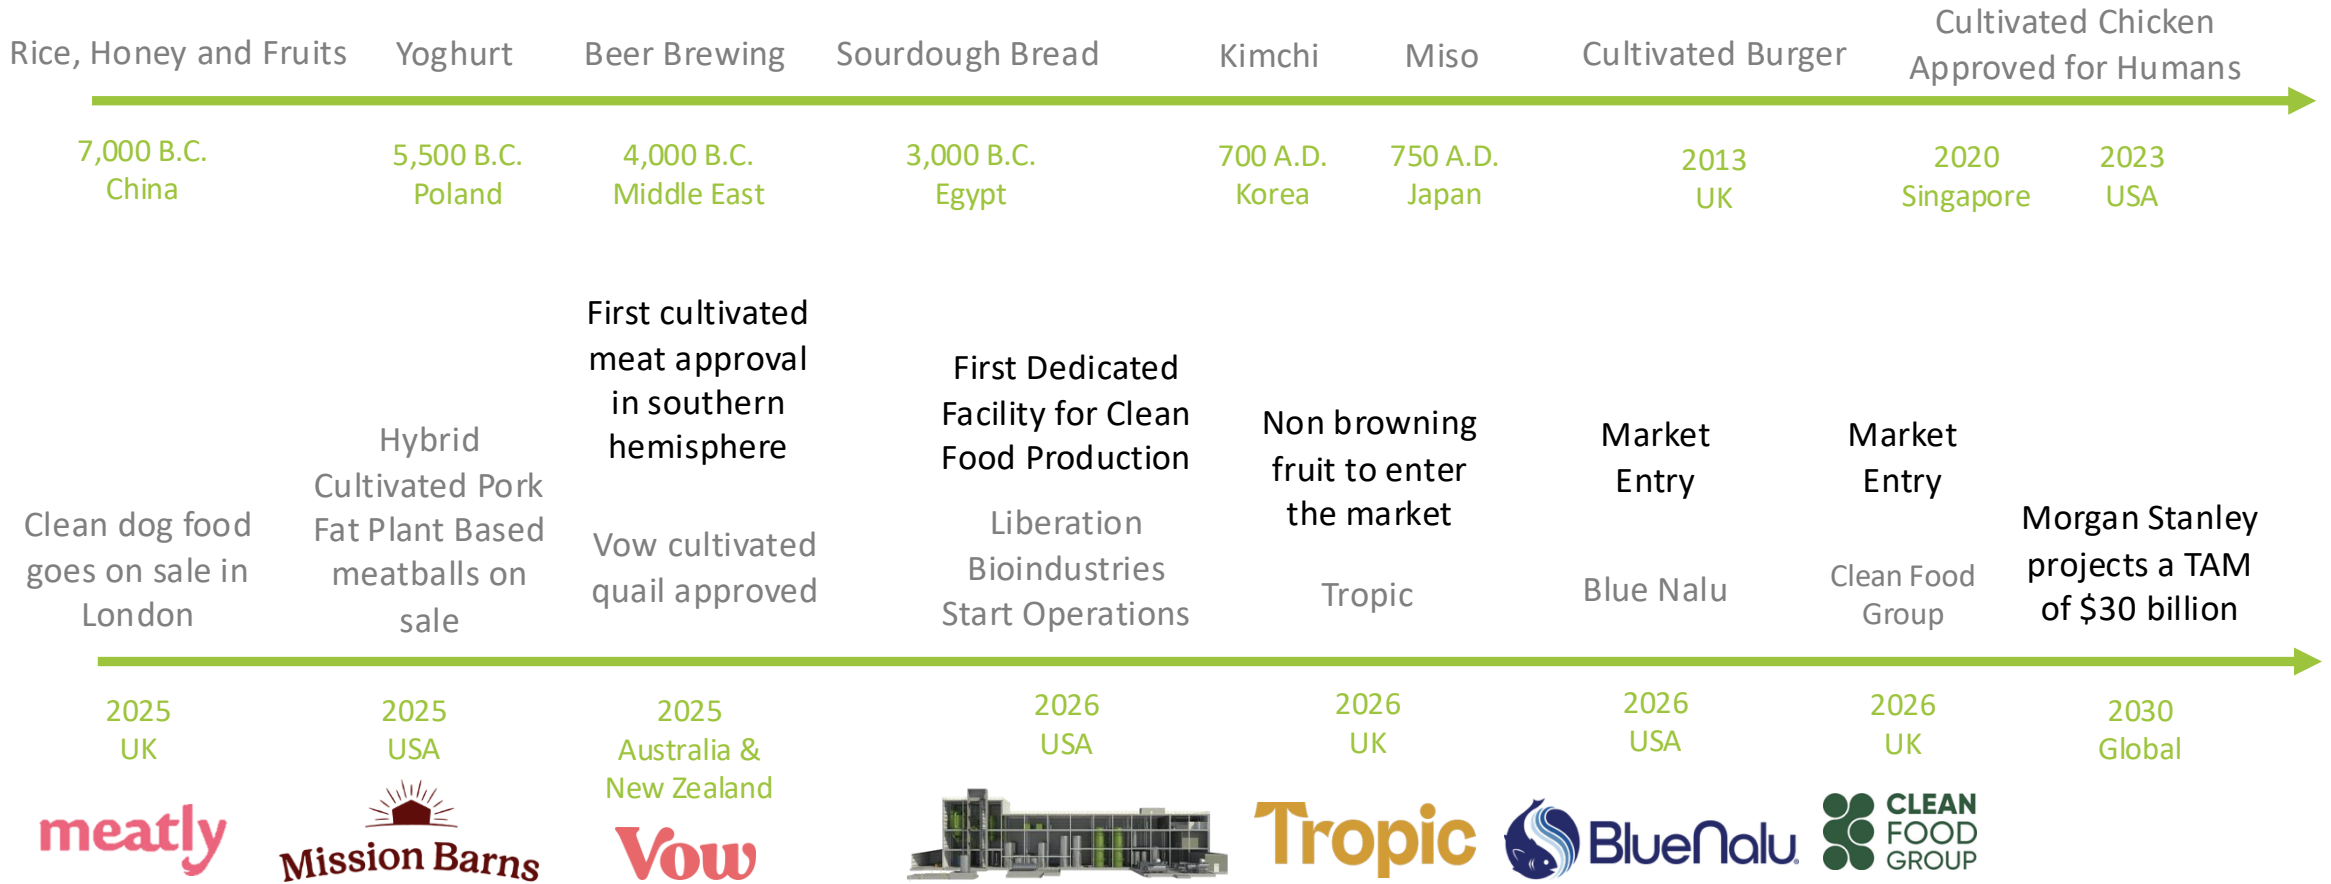 Rice, Honey and Fruits
Yoghurt
Beer Brewing
Sourdough Bread
Kimchi
Miso
Cultivated Burger
Cultivated Chicken
Approved for Humans
7,000 B.C.
China
5,500 B.C.
Poland
4,000 B.C.
Middle East
3,000 B.C.
Egypt
700 A.D.
Korea
750 A.D.
Japan
2013
UK
2020
Singapore
2023
USA
Clean dog food
goes on sale in
London
Hybrid
Cultivated Pork
Fat Plant Based
meatballs on
sale
First cultivated
meat approval
in southern
hemisphere
Vow cultivated
quail approved
First Dedicated
Facility for Clean
Food Production
Liberation
Bioindustries
Start Operations
Non browning
fruit to enter
the market
Tropic
Market
Entry
Blue Nalu
Market
Entry
Clean Food
Group
Morgan Stanley
projects a TAM
of $30 billion
2025
UK
2025
USA
2025
Australia &
New Zealand
2026
USA
2026
UK
2026
USA
2026
UK
2030
Global
meatly
Mission Barns
Vow
Tropic
BlueNalu
CLEAN
FOOD
GROUP